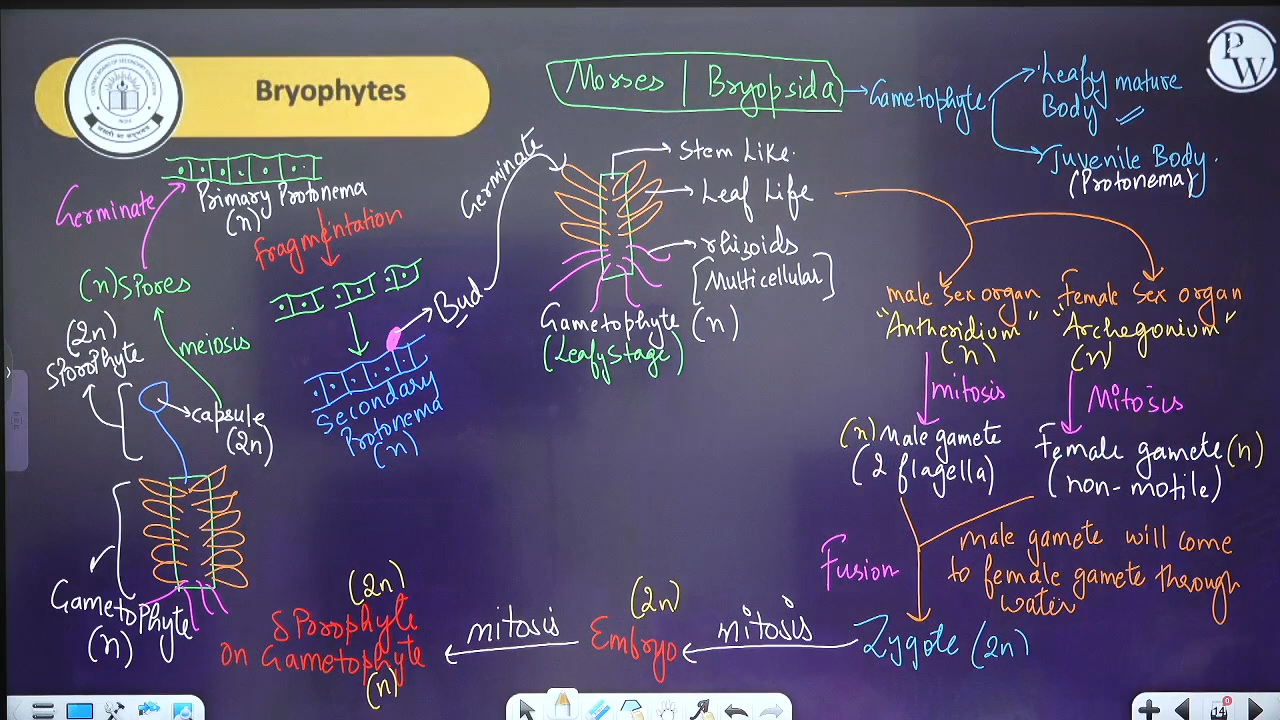 Bryophytes
Mosses | Bryopsida
Gametophyte
Leafy mature
Body
Juvenile Body.
(Protonema)
PW
Germinate
Primary Protonema
(n)
fragmentation
(n) Spores
meiosis
(2n)
Sporophyte
capsule
(2n)
Gametophyte
(n)
Bud
Secondary
Protonema
(n)
Germinate
Stem Like.
Leaf Life
rhizoids
[Multicellular]
Gametophyte (n)
(Leafy Stage)
male Sex organ
"Antheridium"
(n)
mitosis
(n) Male gamete
(2 flagella)
Female Sex organ
"Archegonium"
(n)
Mitosis
Female gamete (n)
(non-motile)
Fusion
male gamete will come
to female gamete through
water
Zygote (2n)
mitosis
(2n)
Embryo
mitosis
(2n)
Sporophyte
on Gametophyte
(n)
14